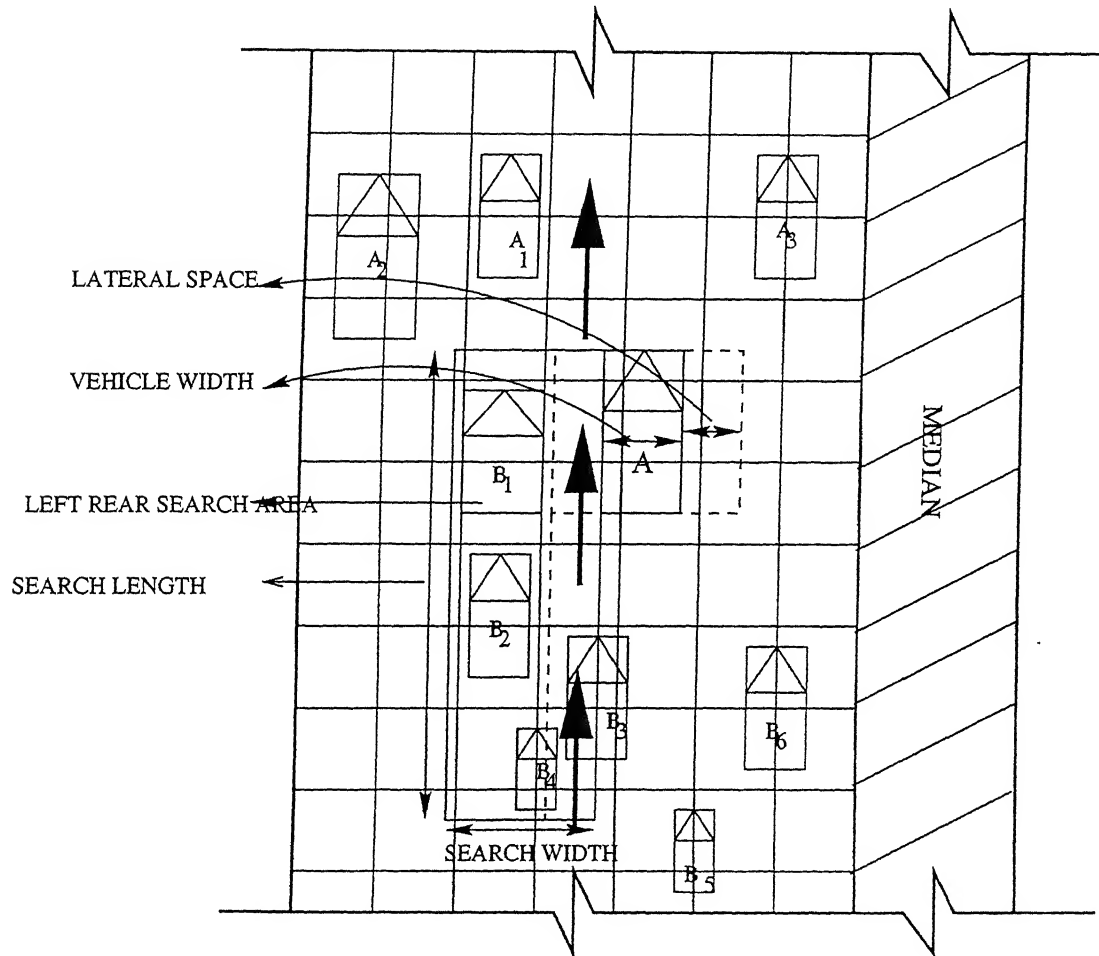 A1
A2
A3
LATERAL SPACE
VEHICLE WIDTH
A
B1
LEFT REAR SEARCH AREA
MEDIAN
SEARCH LENGTH
B2
B3
B6
B4
SEARCH WIDTH
B5